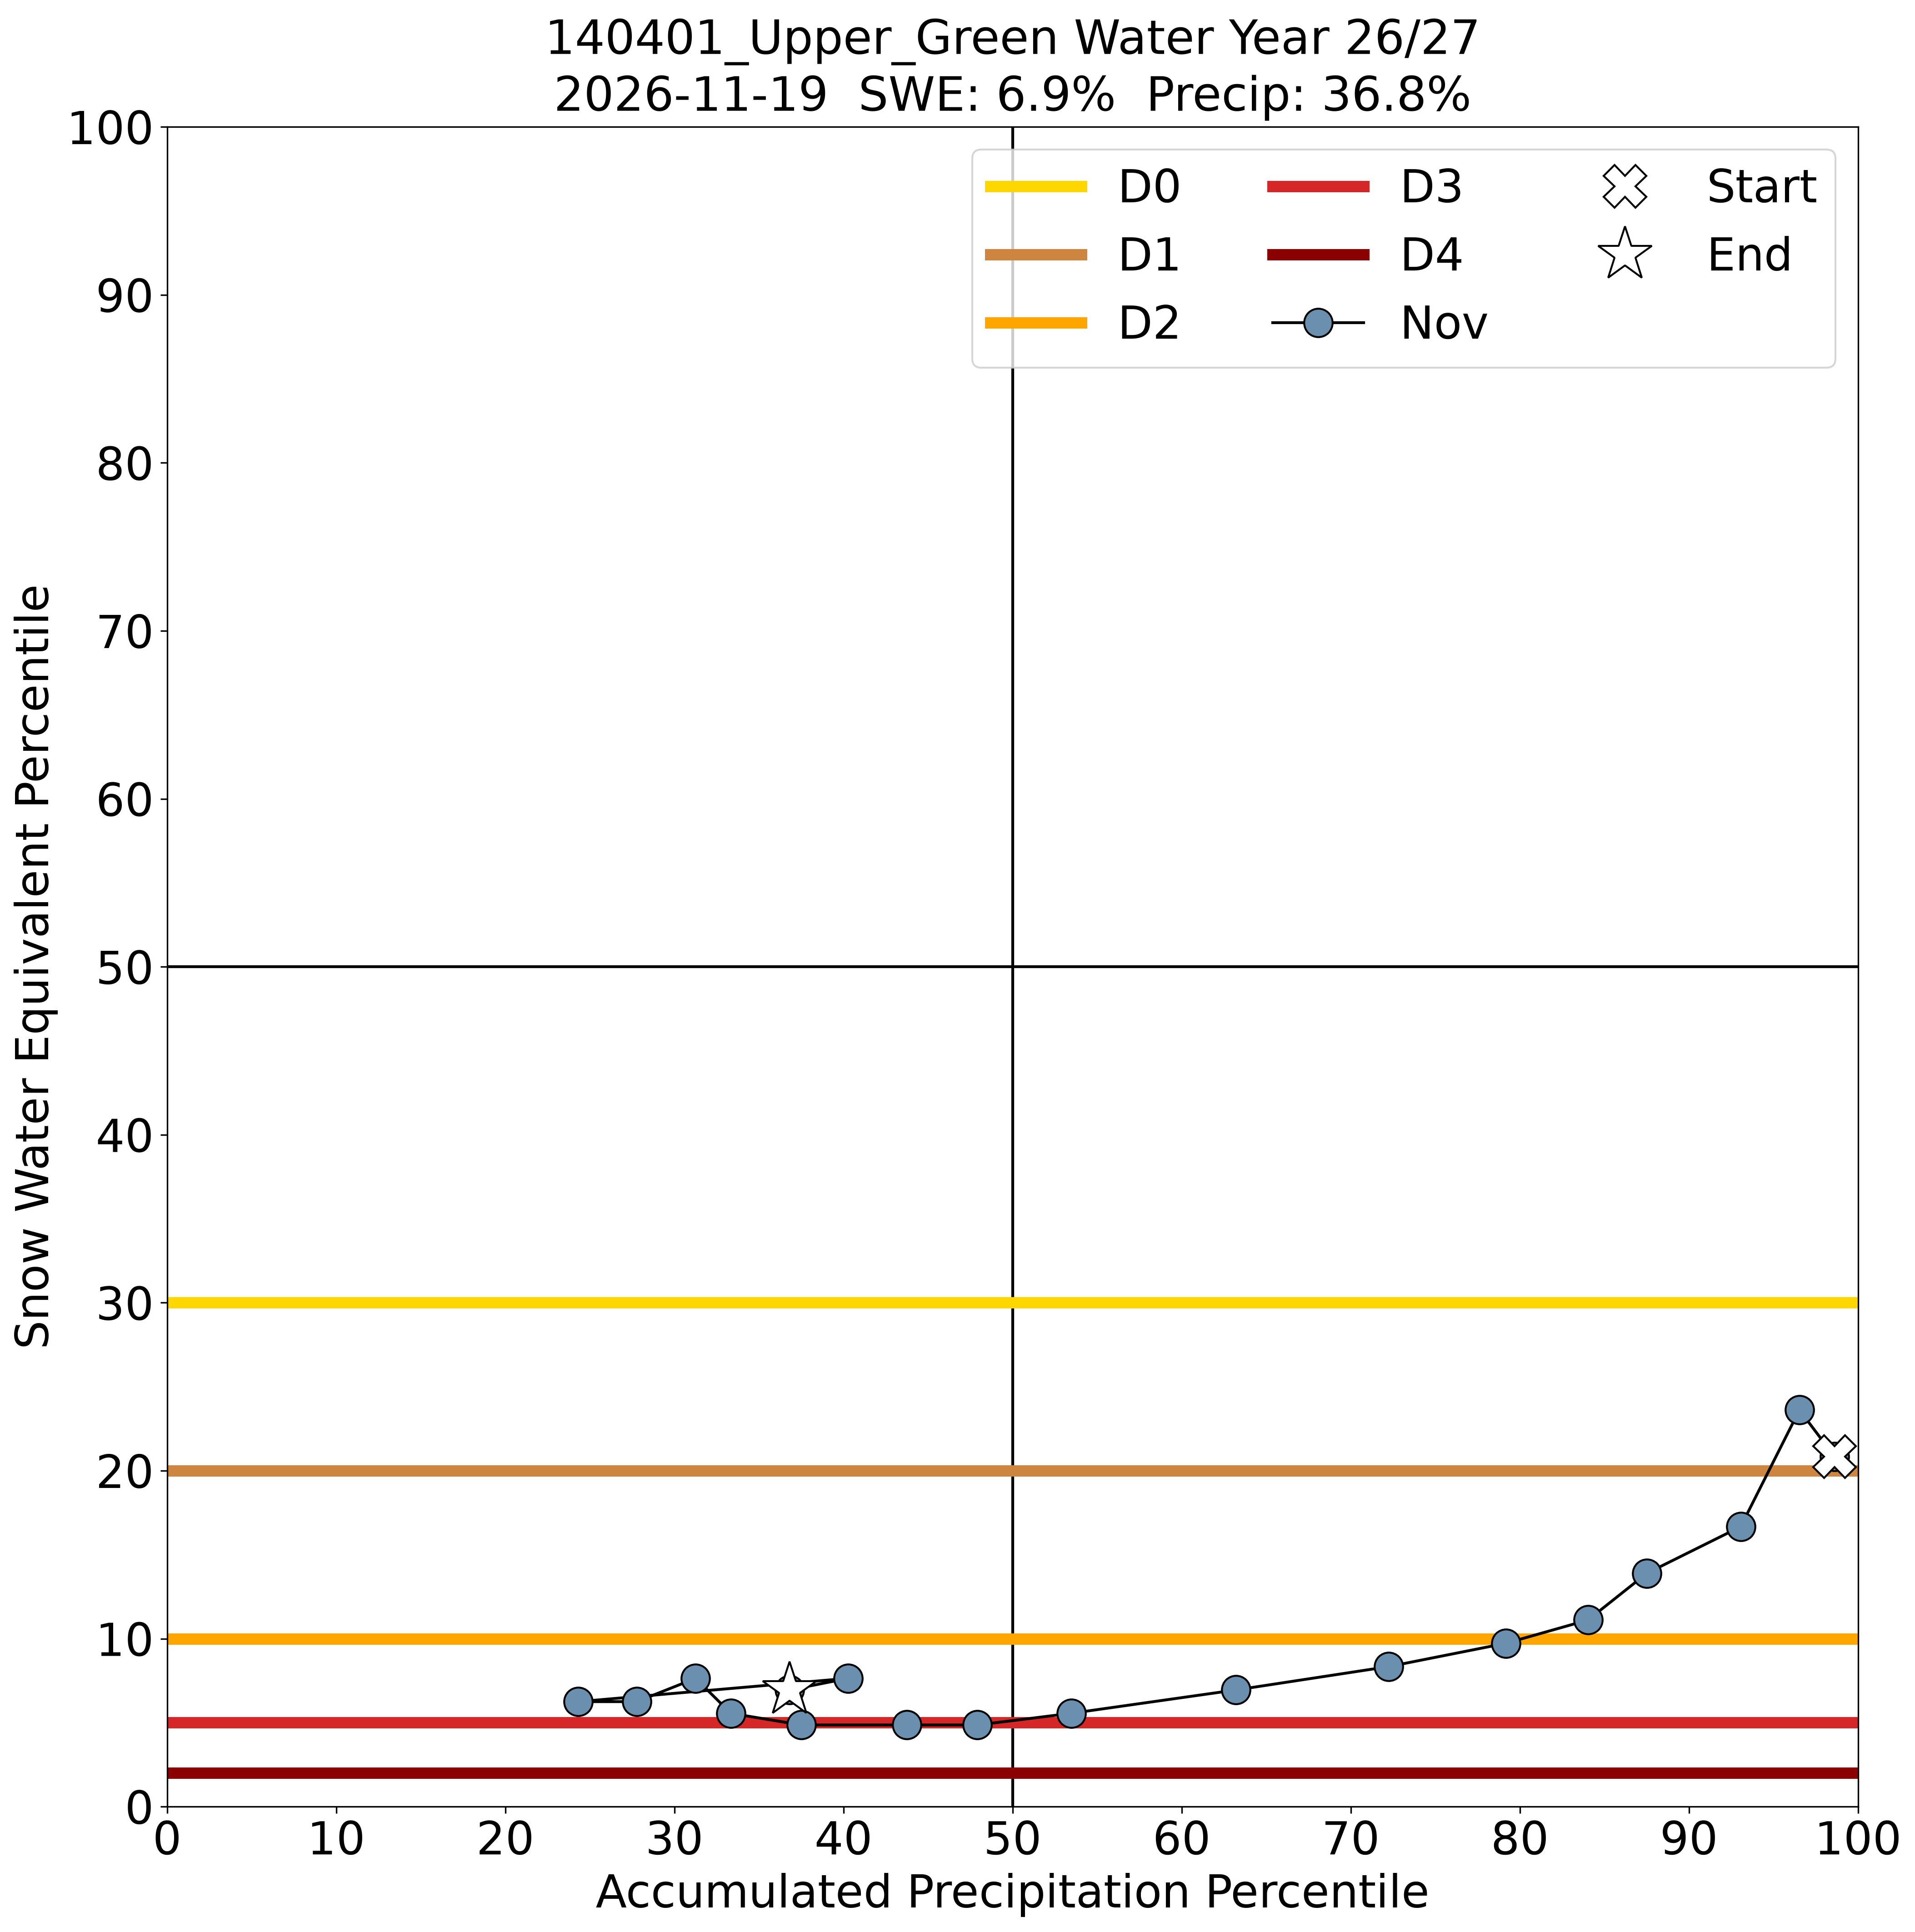 140401_Upper_Green Water Year 26/27
2026-11-19  SWE: 6.9%  Precip: 36.8%
D0
D1
D2
D3
D4
Nov
Start
End
Snow Water Equivalent Percentile
100
90
80
70
60
50
40
30
20
10
0
0 10 20 30 40 50 60 70 80 90 100
Accumulated Precipitation Percentile